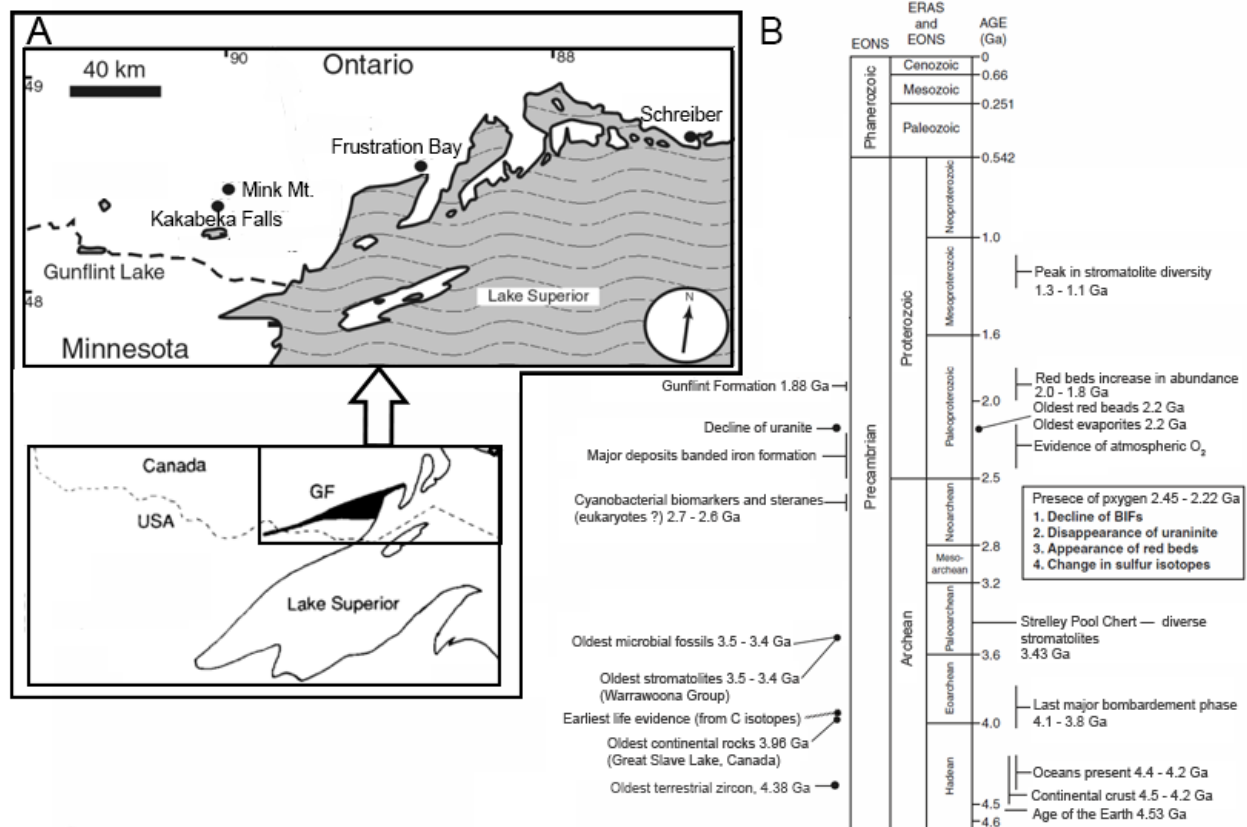 A
90
88
Ontario
40 km
49
Schreiber
Frustration Bay
Mink Mt.
Kakabeka Falls
Gunflint Lake
48
Lake Superior
N
Minnesota
Canada
GF
USA
Lake Superior
B
ERAS
and
EONS
AGE
(Ga)
EONS
0
Cenozoic
0.66
Mesozoic
0.251
Paleozoic
0.542
Phanerozoic
Neoproterozoic
1.0
Mesoproterozoic
Peak in stromatolite diversity
1.3 - 1.1 Ga
1.6
Proterozoic
Paleoproterozoic
Gunflint Formation 1.88 Ga
Red beds increase in abundance
2.0 - 1.8 Ga
2.0
Oldest red beads 2.2 Ga
Oldest evaporites 2.2 Ga
Decline of uranite
Evidence of atmospheric O₂
Major deposits banded iron formation
Precambrian
2.5
Cyanobacterial biomarkers and steranes
(eukaryotes ?) 2.7 - 2.6 Ga
Neoarchean
Presece of pxygen 2.45 - 2.22 Ga
1. Decline of BIFs
2. Disappearance of uraninite
3. Appearance of red beds
4. Change in sulfur isotopes
2.8
Meso-
archean
3.2
Archean
Paleoarchean
Strelley Pool Chert — diverse
stromatolites
3.43 Ga
Oldest microbial fossils 3.5 - 3.4 Ga
3.6
Oldest stromatolites 3.5 - 3.4 Ga
(Warrawoona Group)
Eoarchean
Last major bombardement phase
4.1 - 3.8 Ga
Earliest life evidence (from C isotopes)
4.0
Oldest continental rocks 3.96 Ga
(Great Slave Lake, Canada)
Hadean
Oceans present 4.4 - 4.2 Ga
Oldest terrestrial zircon, 4.38 Ga
Continental crust 4.5 - 4.2 Ga
4.5
Age of the Earth 4.53 Ga
4.6